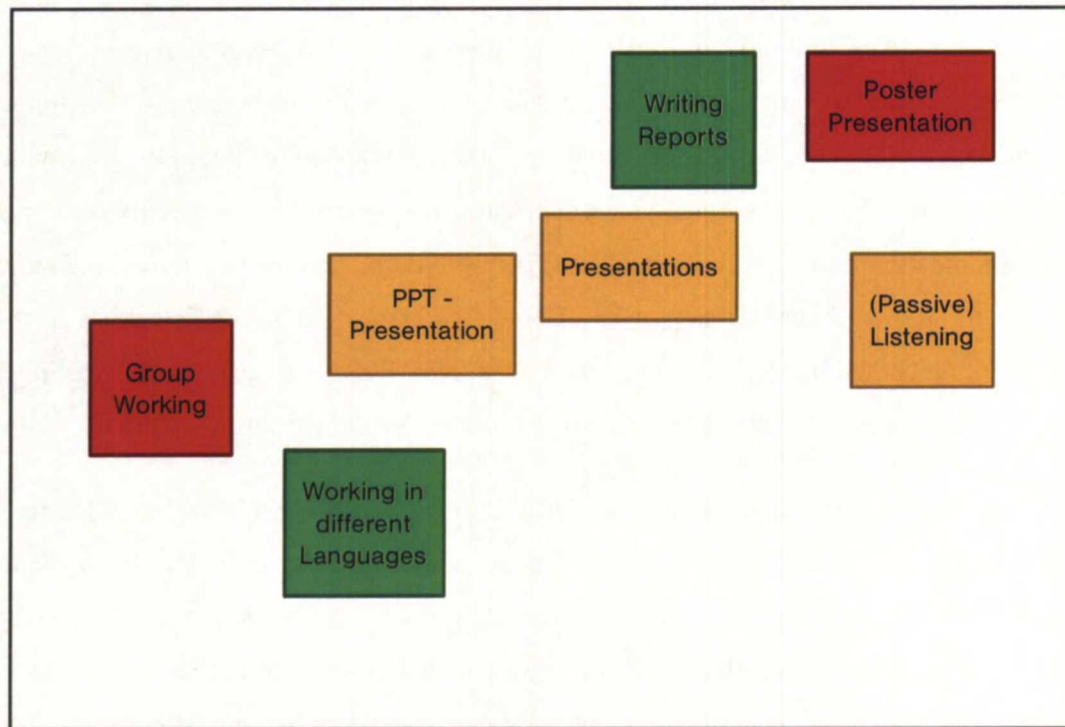 Writing
Reports
Poster
Presentation
Presentations
PPT -
Presentation
(Passive)
Listening
Group
Working
Working in
different
Languages